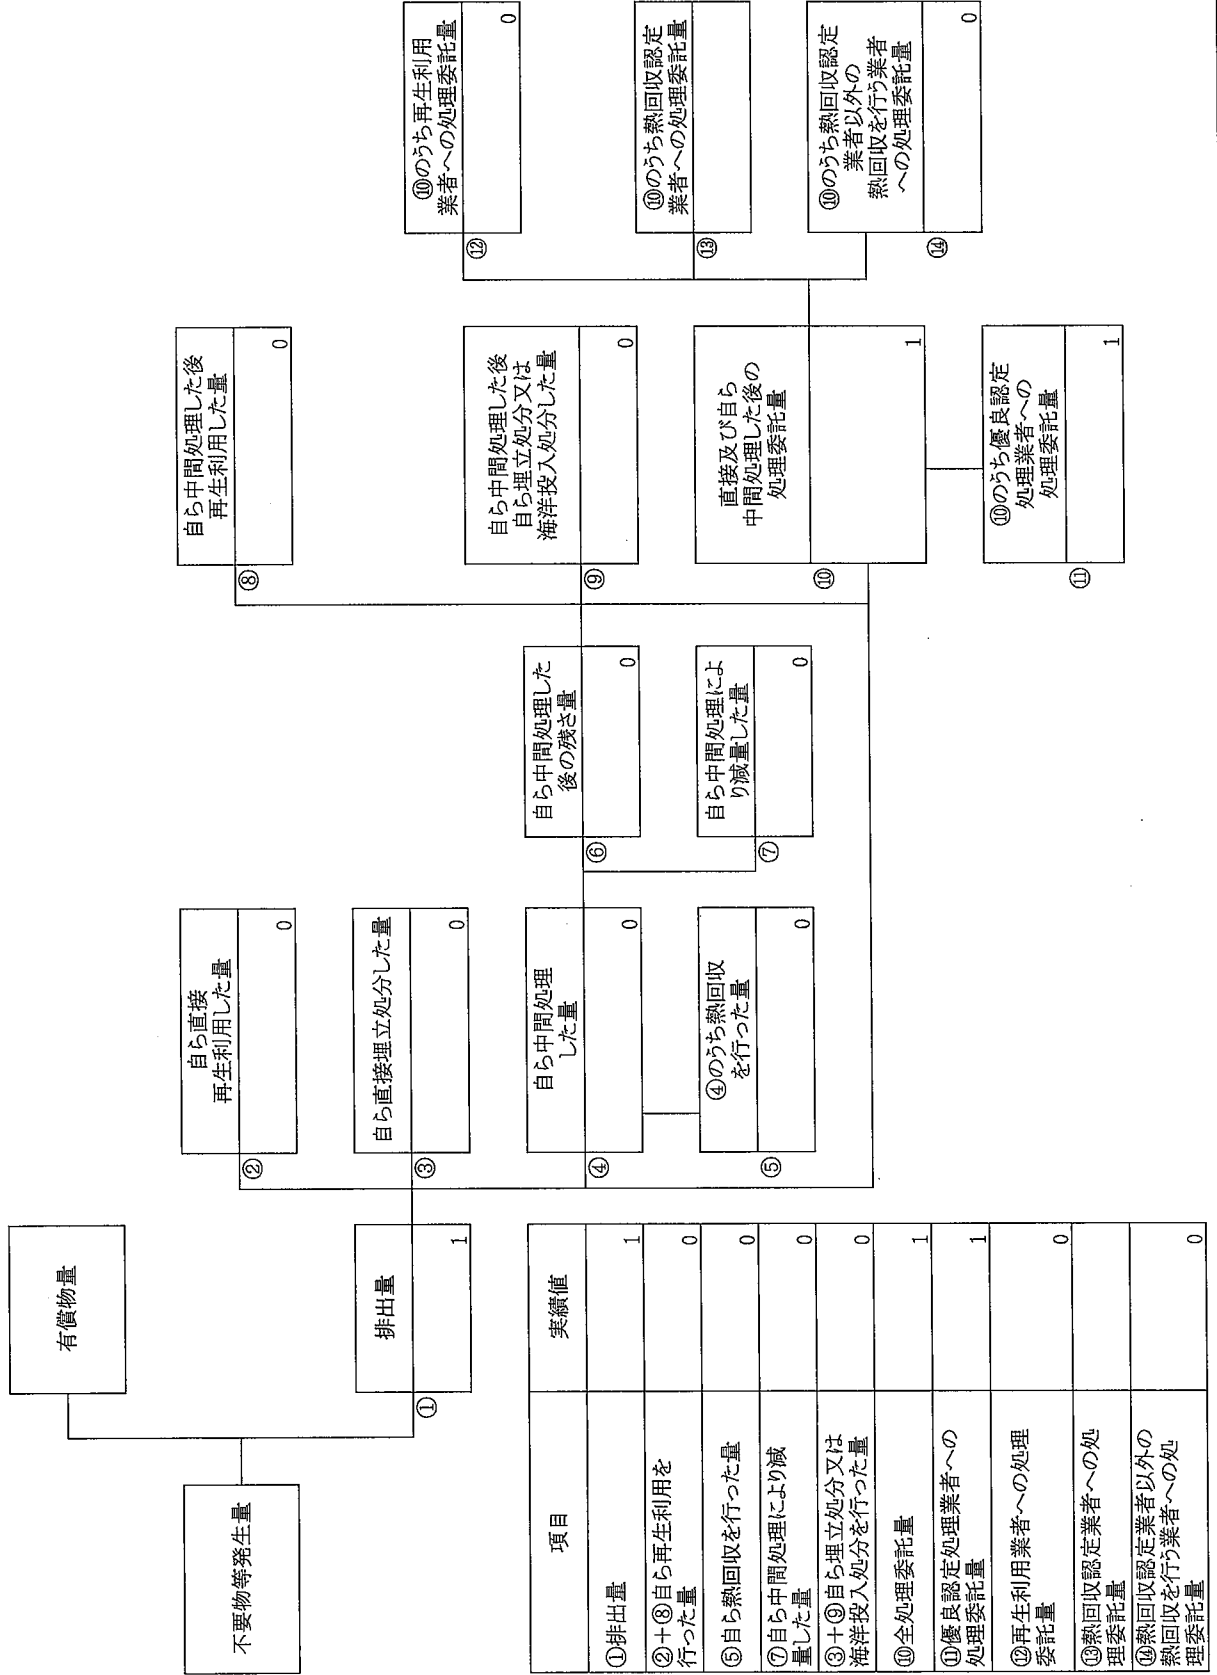 不要物等発生量
有償物量
排出量
①
1
自ら直接
再生利用した量
②
0
自ら直接埋立処分した量
③
0
自ら中間処理
した量
④
0
④のうち熱回収
を行った量
⑤
0
自ら中間処理した
後の残さ量
⑥
0
自ら中間処理によ
り減量した量
⑦
0
自ら中間処理した後
再生利用した量
⑧
0
自ら中間処理した後
自ら埋立処分又は
海洋投入処分した量
⑨
0
直接及び自ら
中間処理した後の
処理委託量
⑩
1
⑩のうち優良認定
処理業者への
処理委託量
⑪
1
⑩のうち再生利用
業者への処理委託量
⑫
0
⑩のうち熱回収認定
業者への処理委託量
⑬
⑩のうち熱回収認定
業者以外の
熱回収を行う業者
への処理委託量
⑭
0
項目 実績値
①排出量 1
②+⑧自ら再生利用を
行った量 0
⑤自ら熱回収を行った量 0
⑦自ら中間処理により減
量した量 0
③+⑨自ら埋立処分又は
海洋投入処分を行った量 0
⑩全処理委託量 1
⑪優良認定処理業者への
処理委託量 1
⑫再生利用業者への処理
委託量 0
⑬熱回収認定業者への処
理委託量
⑭熱回収認定業者以外の
熱回収を行う業者への処
理委託量 0